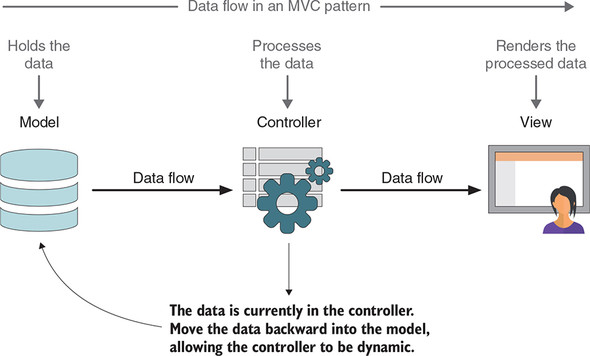 Data flow in an MVC pattern
Holds the
data
Processes
the data
Renders the
processed data
Model
Controller
View
Data flow
Data flow
The data is currently in the controller.
Move the data backward into the model,
allowing the controller to be dynamic.